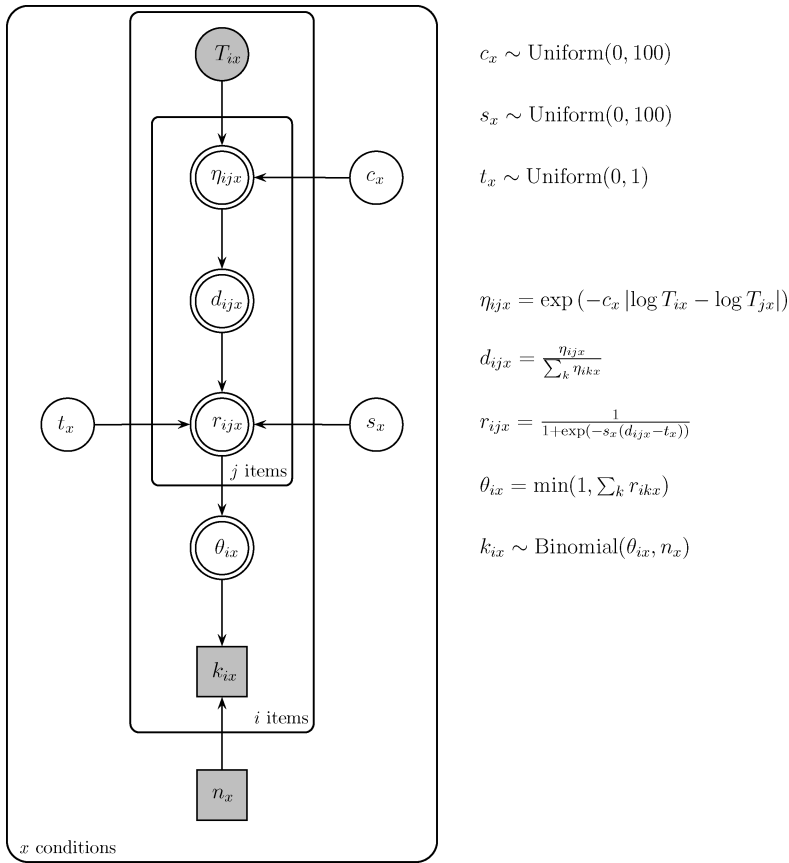 T_{ix}
c_x ∼ Uniform(0, 100)
s_x ∼ Uniform(0, 100)
η_{ijx}
c_x
t_x ∼ Uniform(0, 1)
d_{ijx}
η_{ijx} = exp (−c_x |log T_{ix} − log T_{jx}|)
d_{ijx} = \frac{η_{ijx}}{∑_k η_{ikx}}
t_x
r_{ijx}
s_x
r_{ijx} = \frac{1}{1+exp(−s_x(d_{ijx}−t_x))}
j items
θ_{ix} = min(1, ∑_k r_{ikx})
θ_{ix}
k_{ix} ∼ Binomial(θ_{ix}, n_x)
k_{ix}
i items
n_x
x conditions